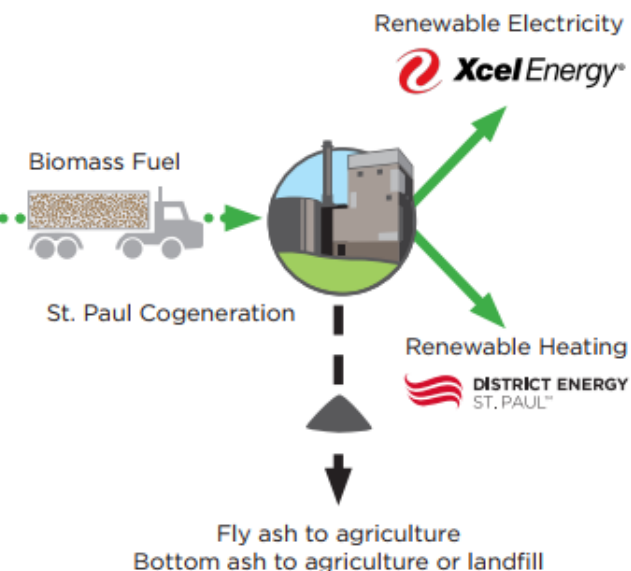 Renewable Electricity
Xcel Energy®
Biomass Fuel
St. Paul Cogeneration
Renewable Heating
DISTRICT ENERGY
ST. PAUL™
Fly ash to agriculture
Bottom ash to agriculture or landfill